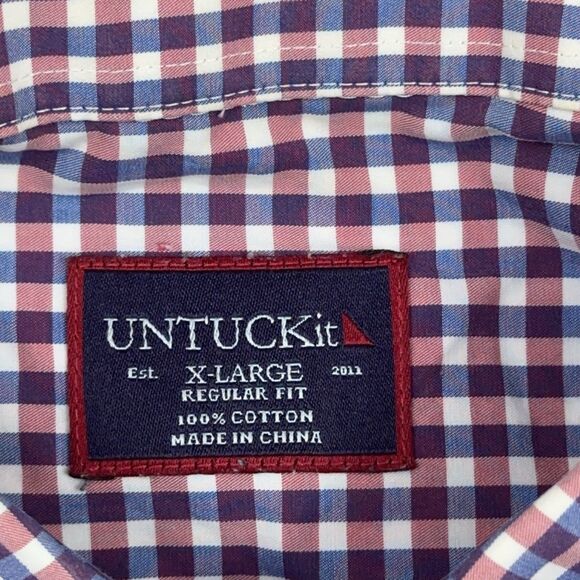 UNTUCKit
Est. X-LARGE 2011
REGULAR FIT
100% COTTON
MADE IN CHINA